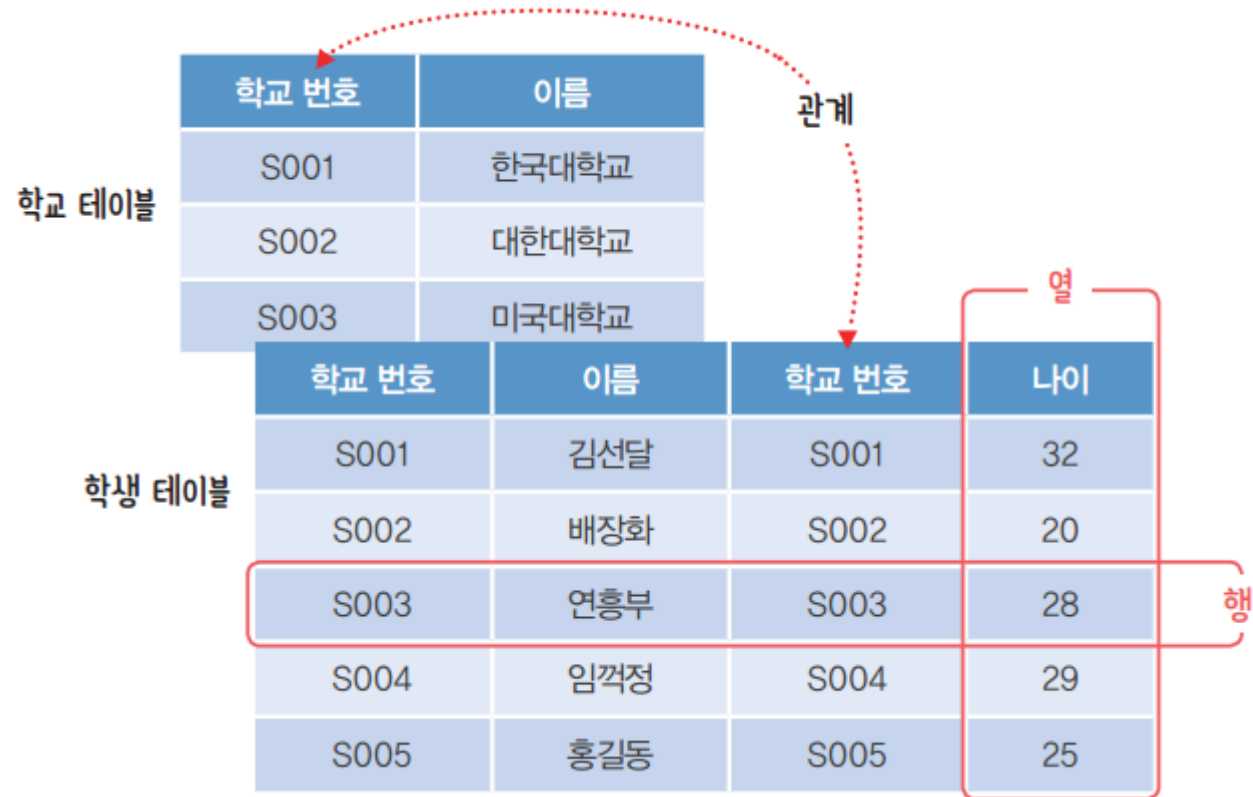 학교 번호 이름
관계
S001 한국대학교
학교 테이블
S002 대한대학교
열
S003 미국대학교
학교 번호 이름 학교 번호 나이
S001 김선달 S001 32
학생 테이블
S002 배장화 S002 20
S003 연흥부 S003 28
행
S004 임꺽정 S004 29
S005 홍길동 S005 25